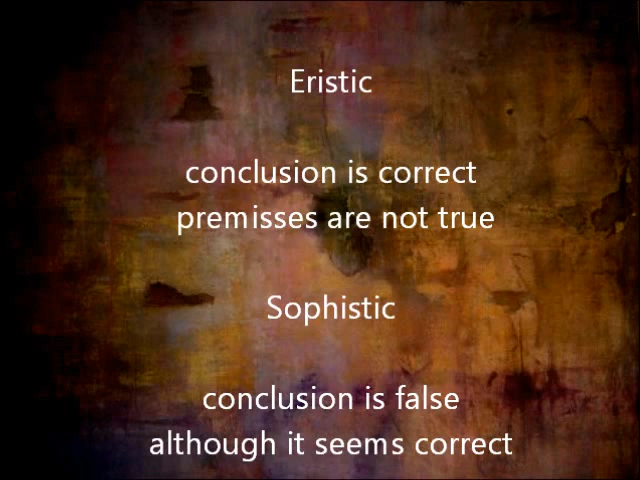 Eristic
conclusion is correct
premisses are not true
Sophistic
conclusion is false
although it seems correct